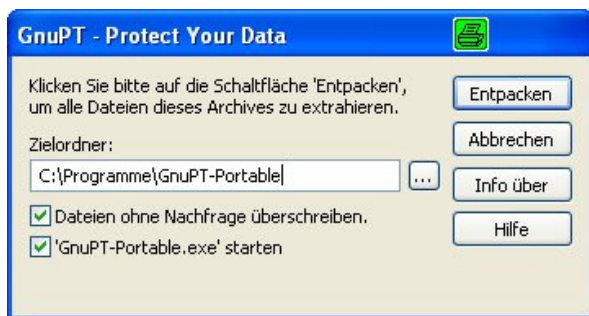 GnuPT - Protect Your Data
Klicken Sie bitte auf die Schaltfläche 'Entpacken',
um alle Dateien dieses Archives zu extrahieren.
Zielordner:
C:\Programme\GnuPT-Portable
...
Dateien ohne Nachfrage überschreiben.
'GnuPT-Portable.exe' starten
Entpacken
Abbrechen
Info über
Hilfe